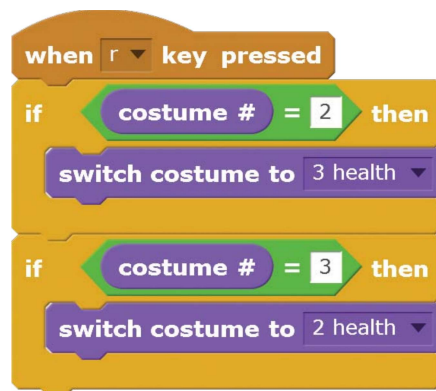 when r key pressed
if costume # = 2 then
switch costume to 3 health
if costume # = 3 then
switch costume to 2 health